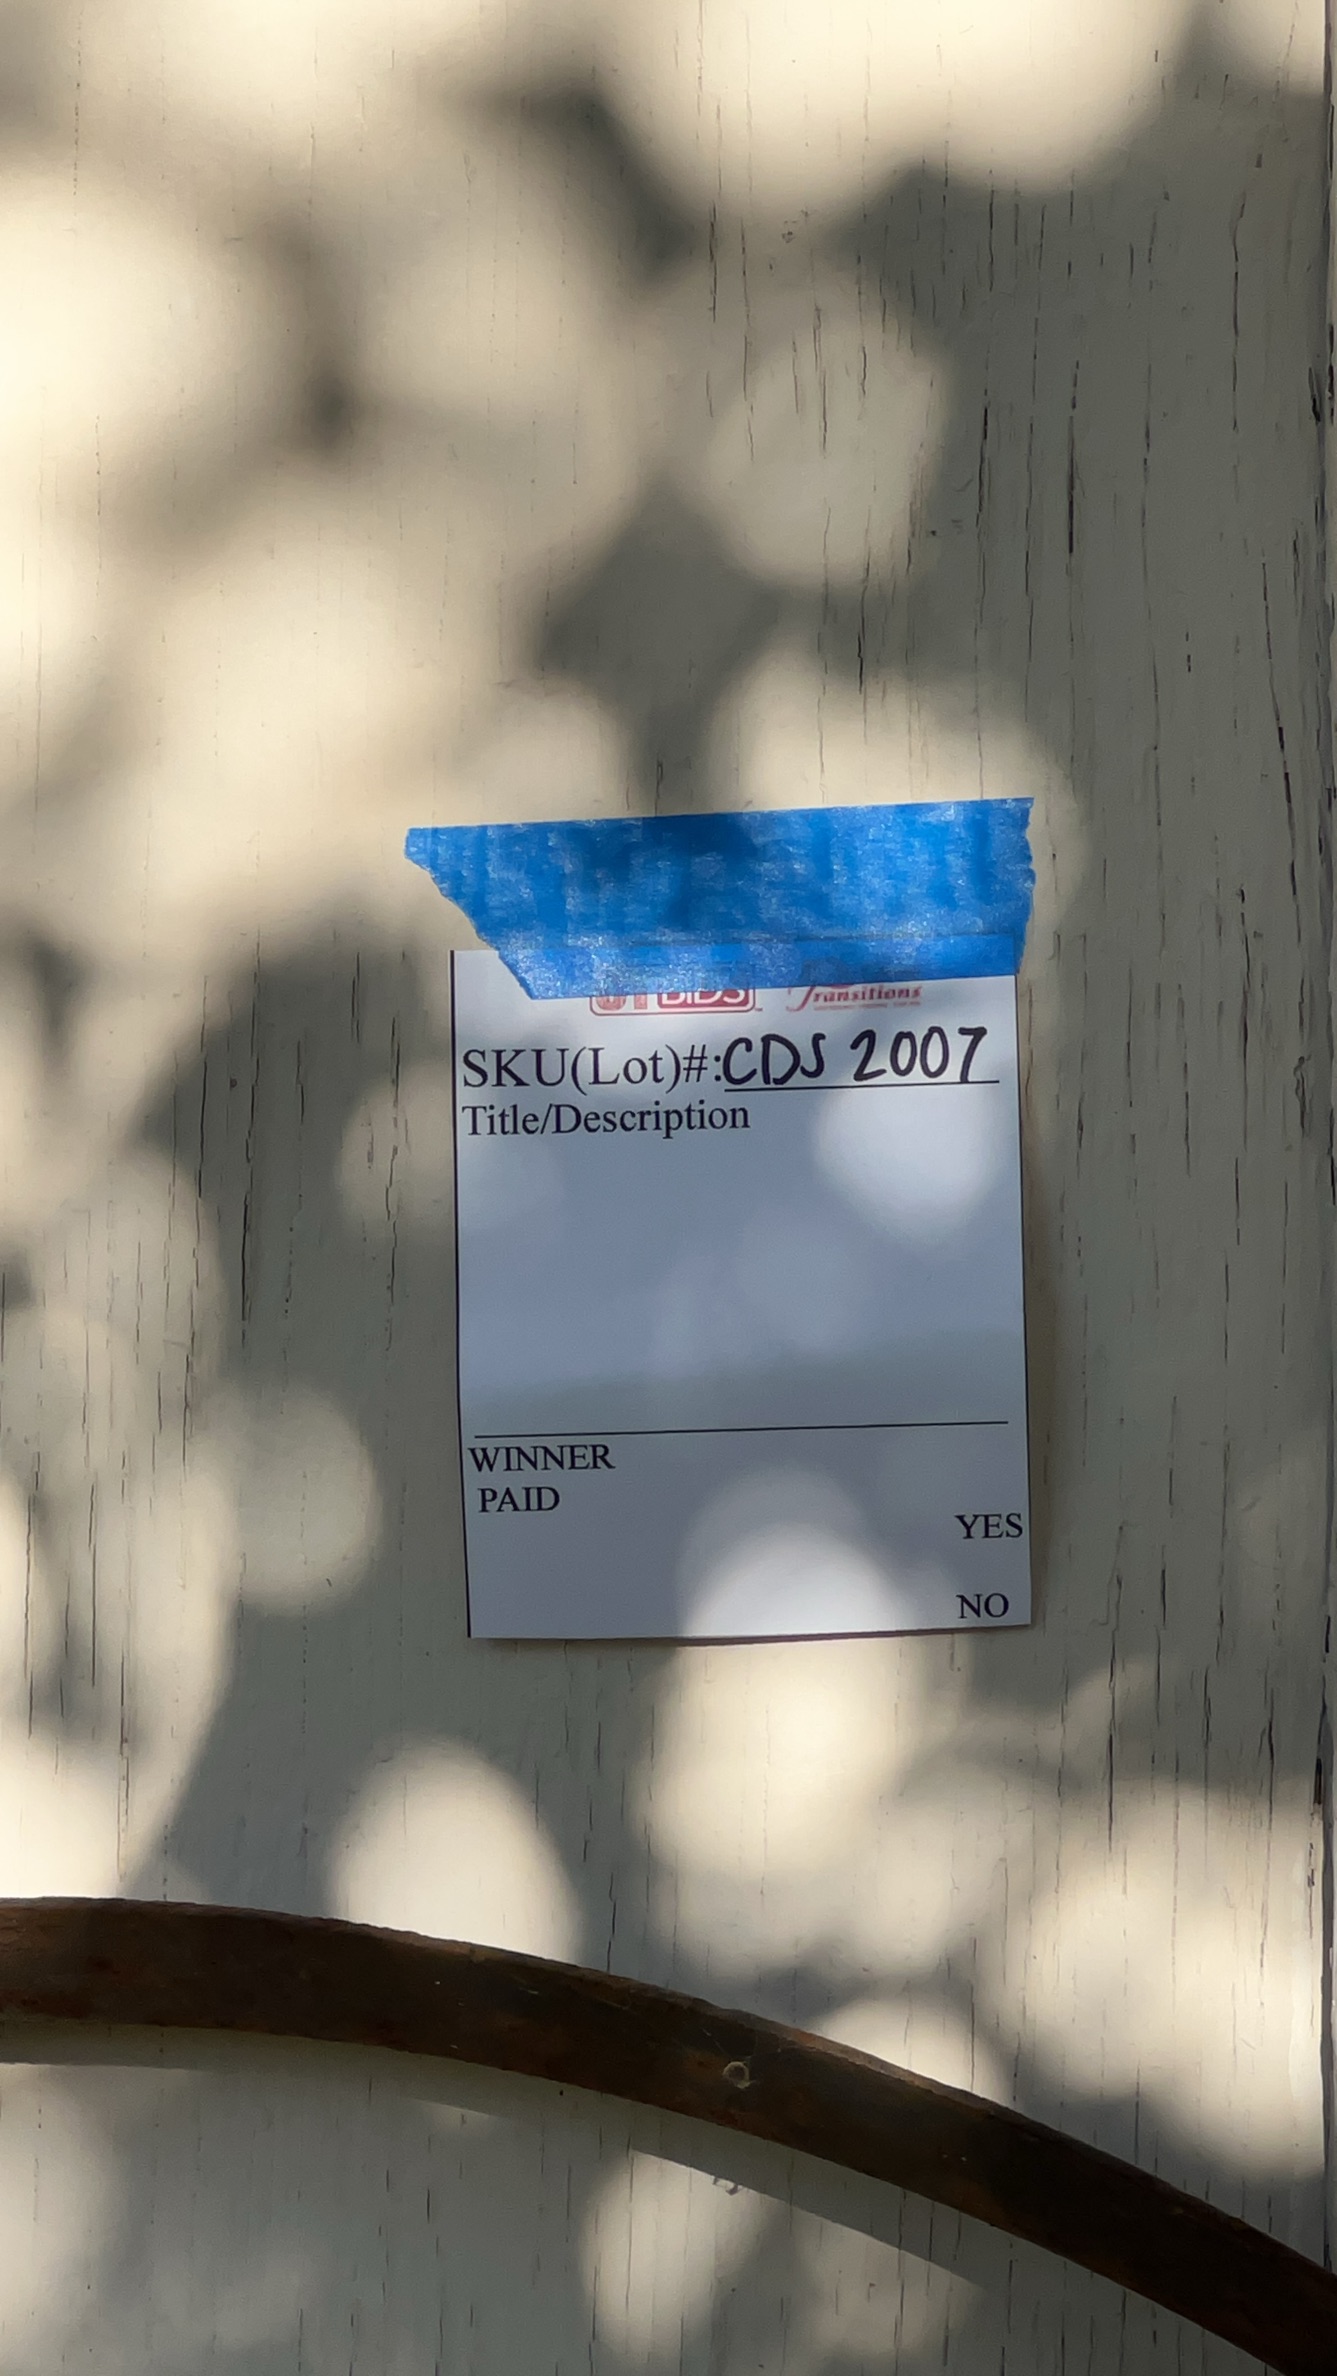 Transitions
SKU(Lot)#:CDS 2007
Title/Description
WINNER
PAID
YES
NO